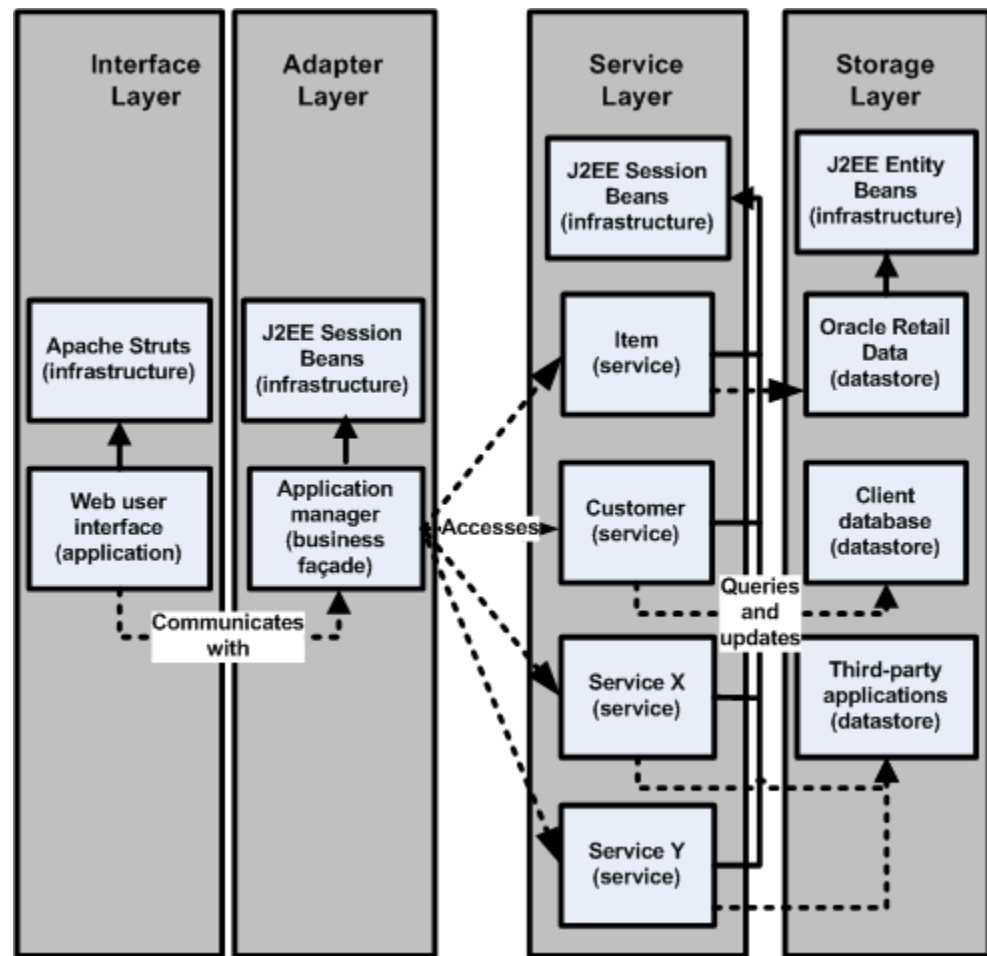 Interface
Layer
Adapter
Layer
Service
Layer
Storage
Layer
J2EE Session
Beans
(infrastructure)
J2EE Entity
Beans
(infrastructure)
Apache Struts
(infrastructure)
J2EE Session
Beans
(infrastructure)
Item
(service)
Oracle Retail
Data
(datastore)
Web user
interface
(application)
Application
manager
(business
façade)
Accesses
Customer
(service)
Client
database
(datastore)
Communicates
with
Queries
and
updates
Service X
(service)
Third-party
applications
(datastore)
Service Y
(service)